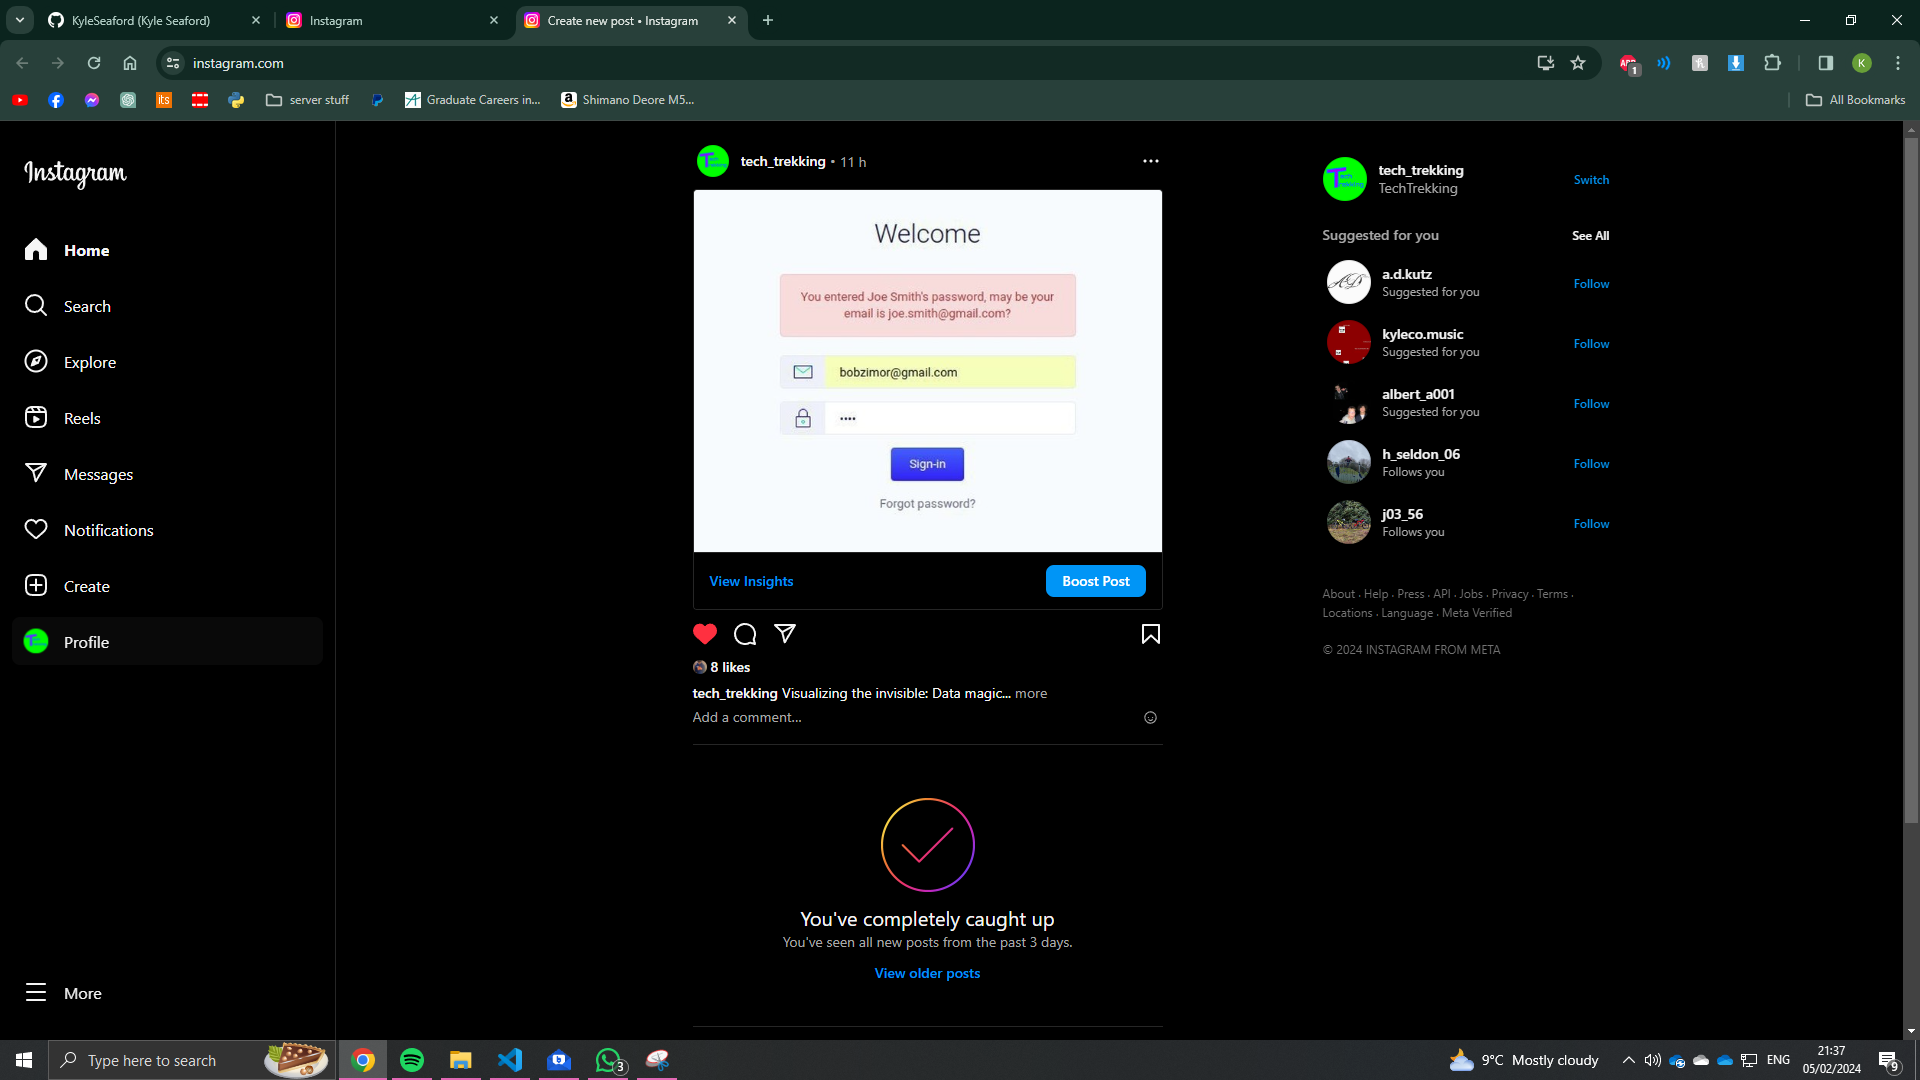 KyleSeaford (Kyle Seaford)
Instagram
Create new post • Instagram
instagram.com
ABP
1
K
its
server stuff
Graduate Careers in...
Shimano Deore M5...
All Bookmarks
Instagram
Home
Search
Explore
Reels
Messages
Notifications
Create
Profile
More
tech_trekking • 11 h
Welcome
You entered Joe Smith's password, may be your
email is joe.smith@gmail.com?
bobzimor@gmail.com
••••
Sign-in
Forgot password?
View Insights
Boost Post
8 likes
tech_trekking Visualizing the invisible: Data magic... more
Add a comment...
You've completely caught up
You've seen all new posts from the past 3 days.
View older posts
Tech Trekking
tech_trekking
TechTrekking
Switch
Suggested for you
See All
a.d.kutz
Suggested for you
Follow
kyleco.music
Suggested for you
Follow
albert_a001
Suggested for you
Follow
h_seldon_06
Follows you
Follow
j03_56
Follows you
Follow
About · Help · Press · API · Jobs · Privacy · Terms ·
Locations · Language · Meta Verified
© 2024 INSTAGRAM FROM META
Type here to search
3
9°C Mostly cloudy
ENG
21:37
05/02/2024
9